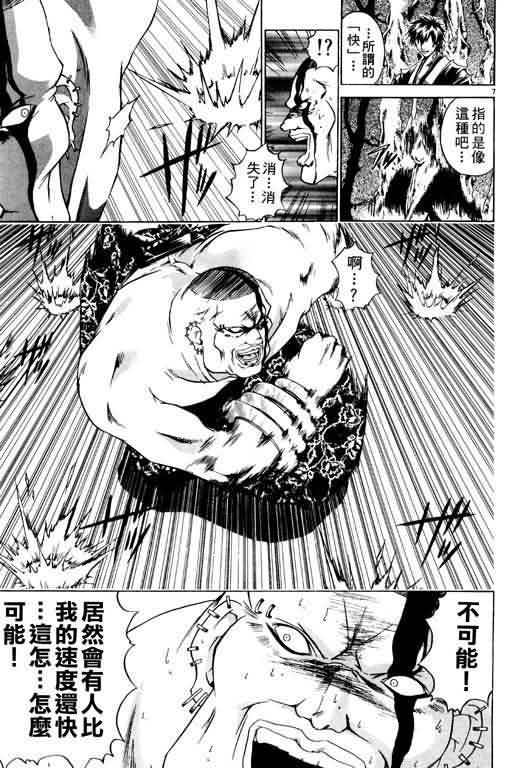 …所謂的
「快」…
7
指的是像
這種吧…
!?
消…消
失了…
啊…?
不可能!
居然會有人比
我的速度還快
…這怎…怎麼
可能!